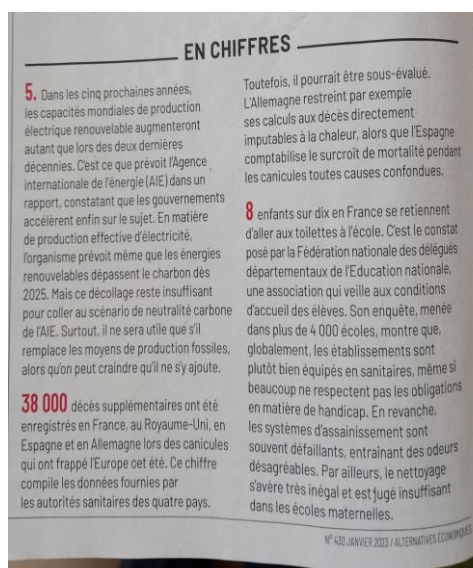 EN CHIFFRES
5. Dans les cinq prochaines années,
les capacités mondiales de production
électrique renouvelable augmenteront
autant que lors des deux dernières
décennies. C'est ce que prévoit l'Agence
internationale de l'énergie (AIE) dans un
rapport, constatant que les gouvernements
accélèrent enfin sur le sujet. En matière
de production effective d'électricité,
l'organisme prévoit même que les énergies
renouvelables dépassent le charbon dès
2025. Mais ce décollage reste insuffisant
pour coller au scénario de neutralité carbone
de l'AIE. Surtout, il ne sera utile que s'il
remplace les moyens de production fossiles,
alors qu'on peut craindre qu'il ne s'y ajoute.
38 000 décès supplémentaires ont été
enregistrés en France, au Royaume-Uni, en
Espagne et en Allemagne lors des canicules
qui ont frappé l'Europe cet été. Ce chiffre
compile les données fournies par
les autorités sanitaires des quatre pays.
Toutefois, il pourrait être sous-évalué.
L'Allemagne restreint par exemple
ses calculs aux décès directement
imputables à la chaleur, alors que l'Espagne
comptabilise le surcroît de mortalité pendant
les canicules toutes causes confondues.
8 enfants sur dix en France se retiennent
d'aller aux toilettes à l'école. C'est le constat
posé par la Fédération nationale des délégués
départementaux de l'Education nationale,
une association qui veille aux conditions
d'accueil des élèves. Son enquête, menée
dans plus de 4 000 écoles, montre que,
globalement, les établissements sont
plutôt bien équipés en sanitaires, même si
beaucoup ne respectent pas les obligations
en matière de handicap. En revanche,
les systèmes d'assainissement sont
souvent défaillants, entraînant des odeurs
désagréables. Par ailleurs, le nettoyage
s'avère très inégal et est jugé insuffisant
dans les écoles maternelles.
N° 430 JANVIER 2023 / ALTERNATIVES ÉCONOMIQUES